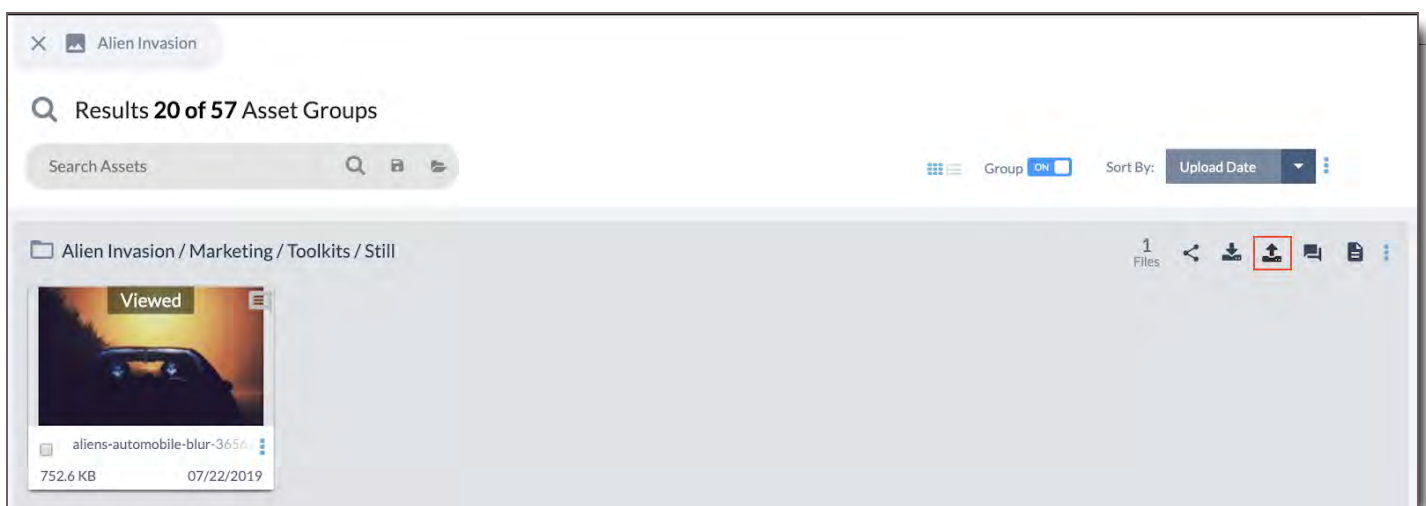 Alien Invasion
Results 20 of 57 Asset Groups
Search Assets
Group ON Sort By: Upload Date
Alien Invasion / Marketing / Toolkits / Still
1
Files
Viewed
aliens-automobile-blur-3656
752.6 KB 07/22/2019